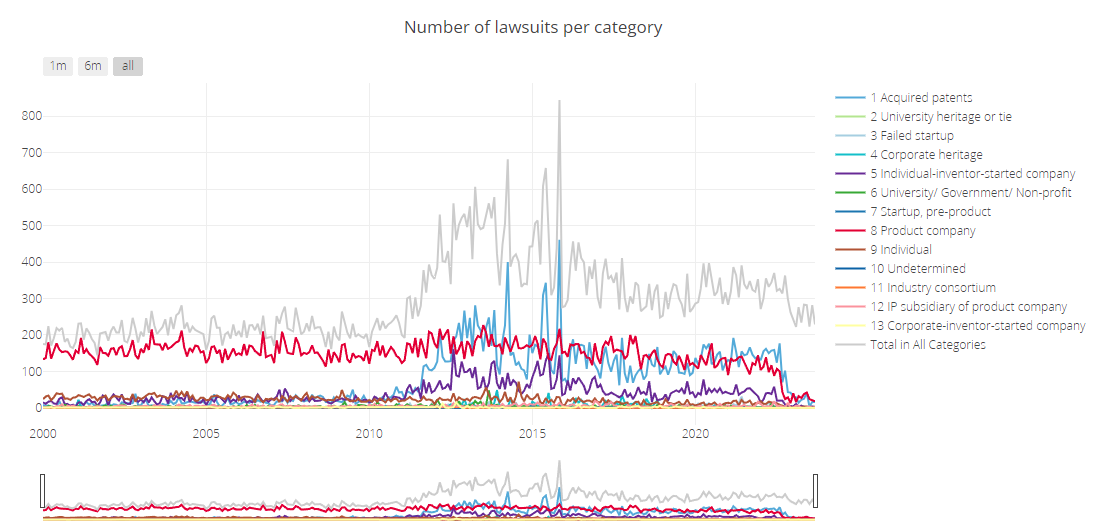 Number of lawsuits per category
1m 6m all
800
700
600
500
400
300
200
100
0
2000 2005 2010 2015 2020
1 Acquired patents
2 University heritage or tie
3 Failed startup
4 Corporate heritage
5 Individual-inventor-started company
6 University/ Government/ Non-profit
7 Startup, pre-product
8 Product company
9 Individual
10 Undetermined
11 Industry consortium
12 IP subsidiary of product company
13 Corporate-inventor-started company
Total in All Categories